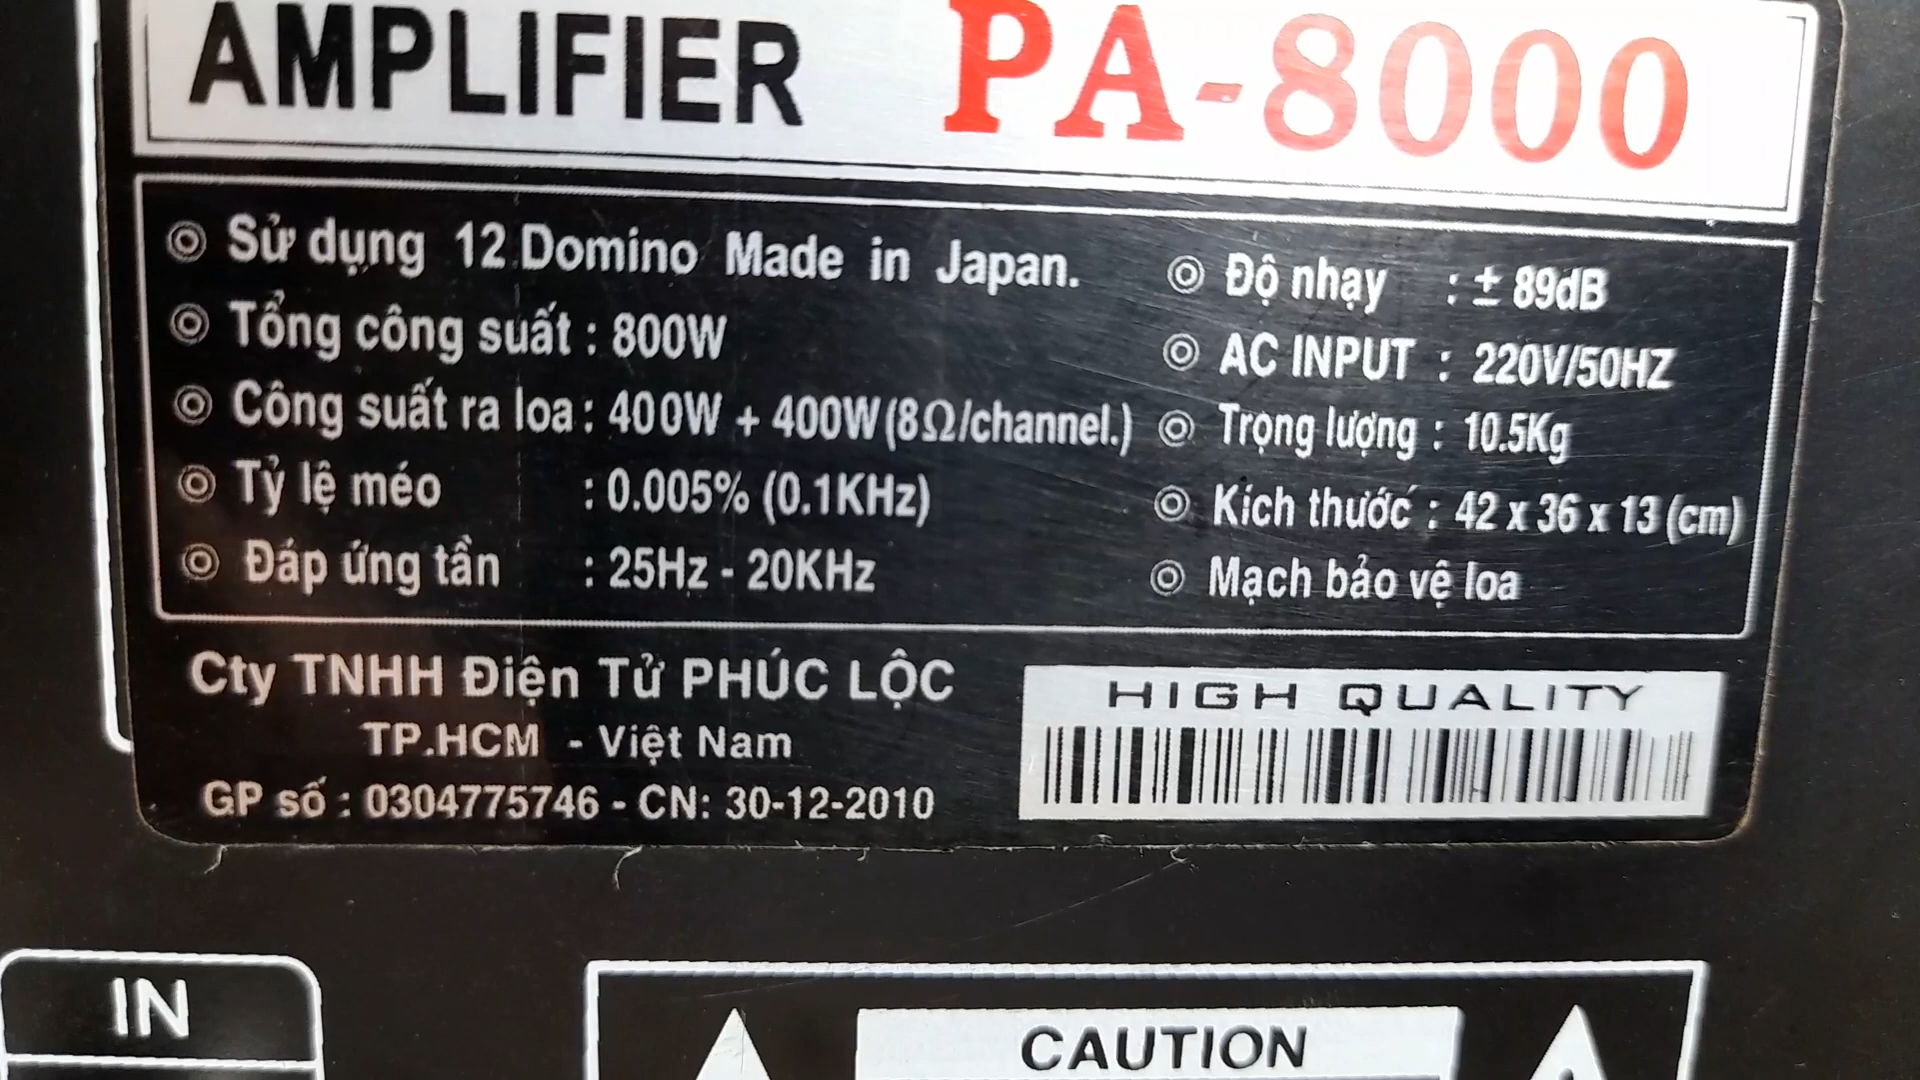 AMPLIFIER PA-8000
◎ Sử dụng 12 Domino Made in Japan.
◎ Tổng công suất : 800W
◎ Công suất ra loa : 400W + 400W (8Ω/channel.)
◎ Tỷ lệ méo : 0.005% (0.1KHz)
◎ Đáp ứng tần : 25Hz - 20KHz
◎ Độ nhạy : ± 89dB
◎ AC INPUT : 220V/50HZ
◎ Trọng lượng : 10.5Kg
◎ Kích thước : 42 x 36 x 13 (cm)
◎ Mạch bảo vệ loa
Cty TNHH Điện Tử PHÚC LỘC
TP.HCM - Việt Nam
GP số : 0304775746 - CN: 30-12-2010
HIGH QUALITY
IN
CAUTION